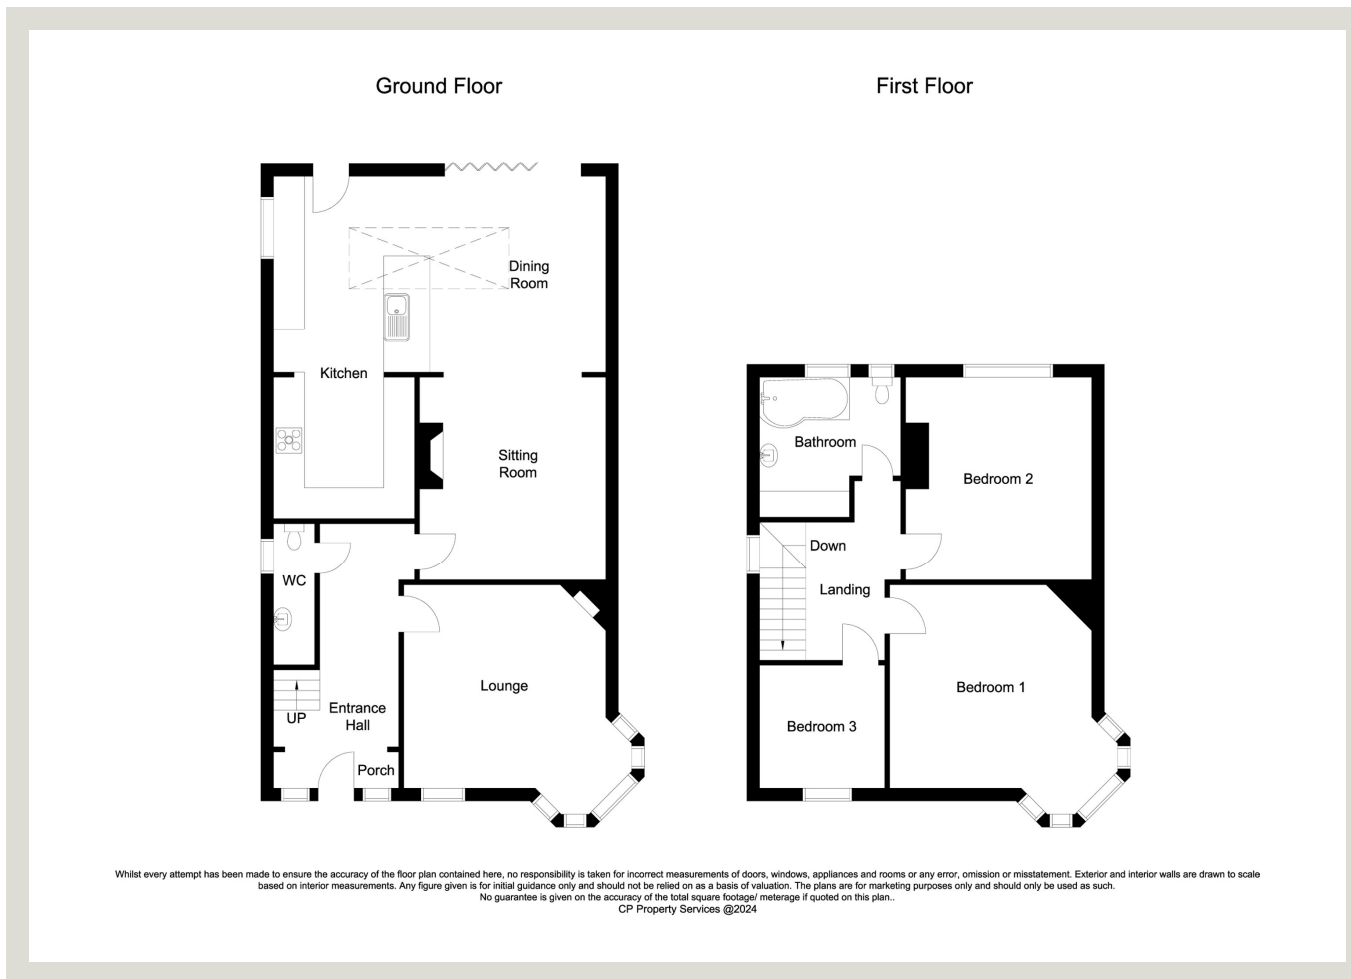 Ground Floor
First Floor
Dining
Room
Kitchen
Sitting
Room
WC
Lounge
UP
Entrance
Hall
Porch
Bathroom
Bedroom 2
Down
Landing
Bedroom 1
Bedroom 3
Whilst every attempt has been made to ensure the accuracy of the floor plan contained here, no responsibility is taken for incorrect measurements of doors, windows, appliances and rooms or any error, omission or misstatement. Exterior and interior walls are drawn to scale
based on interior measurements. Any figure given is for initial guidance only and should not be relied on as a basis of valuation. The plans are for marketing purposes only and should only be used as such.
No guarantee is given on the accuracy of the total square footage/ meterage if quoted on this plan..
CP Property Services @2024